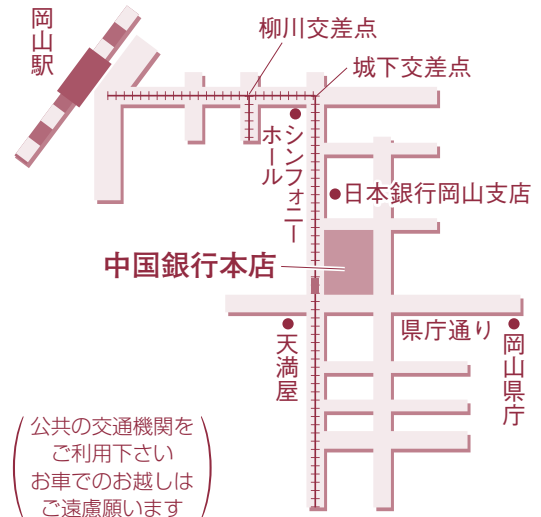 岡山駅
柳川交差点
城下交差点
シンフォニー
ホール
日本銀行岡山支店
中国銀行本店
県庁通り
天満屋
岡山県庁
公共の交通機関を
ご利用下さい
お車でのお越しは
ご遠慮願います